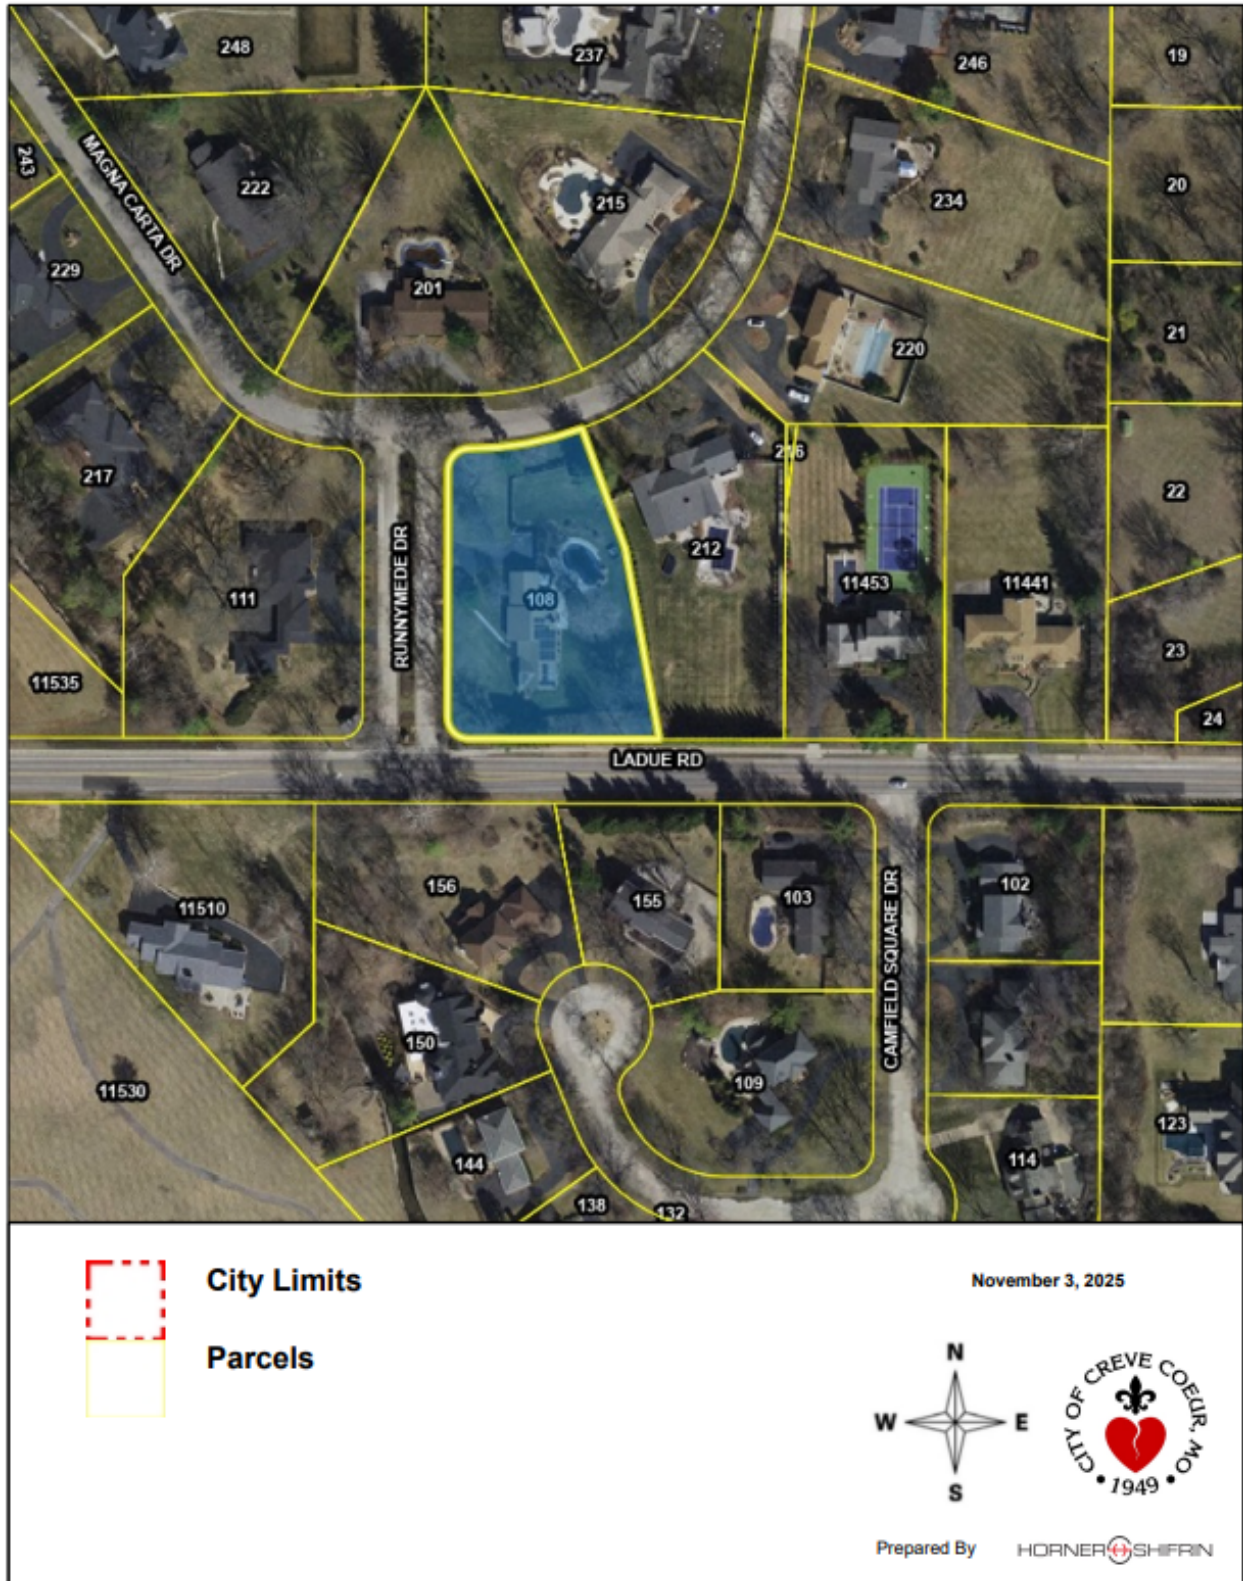 248
237
246
19
MAGNA CARTA DR
243
222
215
234
20
229
201
220
21
217
216
22
RUNNYMEDE DR
212
108
11453
11441
111
11535
23
24
LADUE RD
156
155
103
102
11510
CAMFIELD SQUARE DR
150
109
11530
123
144
114
138
132
City Limits
November 3, 2025
Parcels
N
W E
S
CITY OF CREVE COEUR, MO
• 1949 •
Prepared By HORNER SHIFRIN